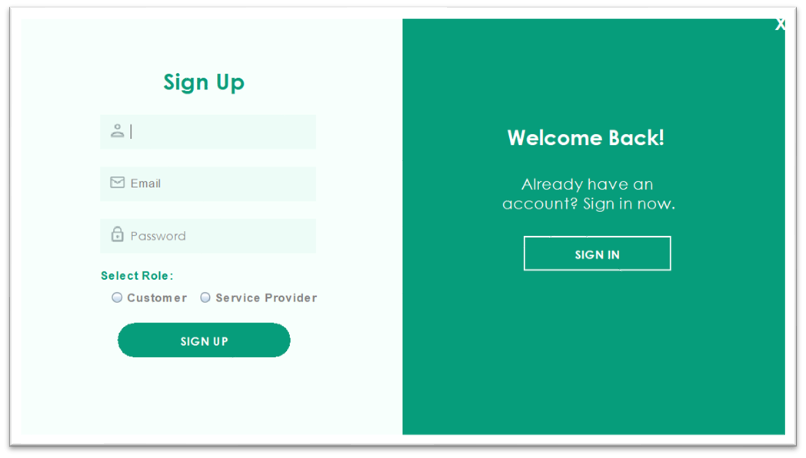 X
Sign Up
Email
Password
Select Role:
Customer Service Provider
SIGN UP
Welcome Back!
Already have an
account? Sign in now.
SIGN IN